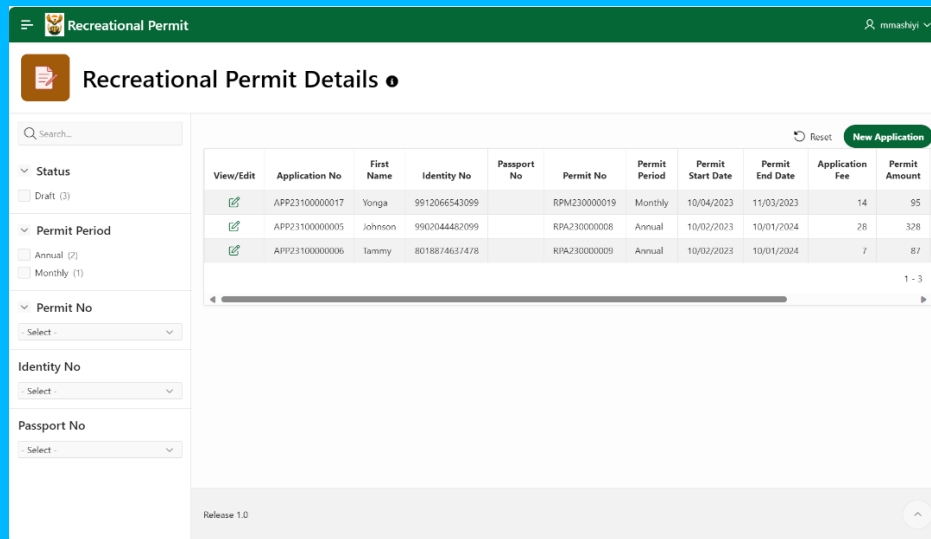 Recreational Permit
mmashiyi
Recreational Permit Details
Search...
Status
Draft (3)
Permit Period
Annual (2)
Monthly (1)
Permit No
- Select -
Identity No
- Select -
Passport No
- Select -
Reset New Application
View/Edit Application No First Name Identity No Passport No Permit No Permit Period Permit Start Date Permit End Date Application Fee Permit Amount
APP23100000017 Yonga 9912066543099 RPM230000019 Monthly 10/04/2023 11/03/2023 14 95
APP23100000005 Johnson 9902044482099 RPA230000008 Annual 10/02/2023 10/01/2024 28 328
APP23100000006 Tammy 8018874637478 RPA230000009 Annual 10/02/2023 10/01/2024 7 87
1 - 3
Release 1.0